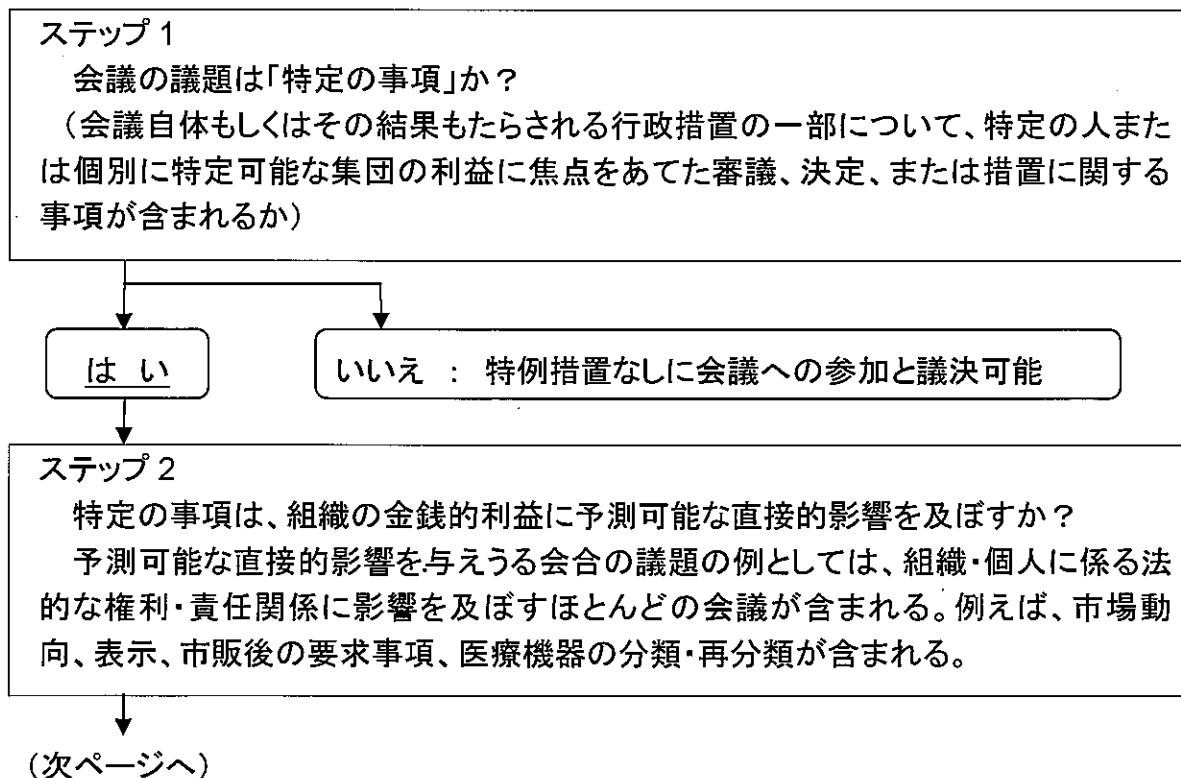 ステップ1
会議の議題は「特定の事項」か？
（会議自体もしくはその結果もたらされる行政措置の一部について、特定の人また
は個別に特定可能な集団の利益に焦点をあてた審議、決定、または措置に関する
事項が含まれるか）
は い
いいえ ： 特例措置なしに会議への参加と議決可能
ステップ2
特定の事項は、組織の金銭的利益に予測可能な直接的影響を及ぼすか？
予測可能な直接的影響を与えうる会合の議題の例としては、組織・個人に係る法
的な権利・責任関係に影響を及ぼすほとんどの会議が含まれる。例えば、市場動
向、表示、市販後の要求事項、医療機器の分類・再分類が含まれる。
（次ページへ）